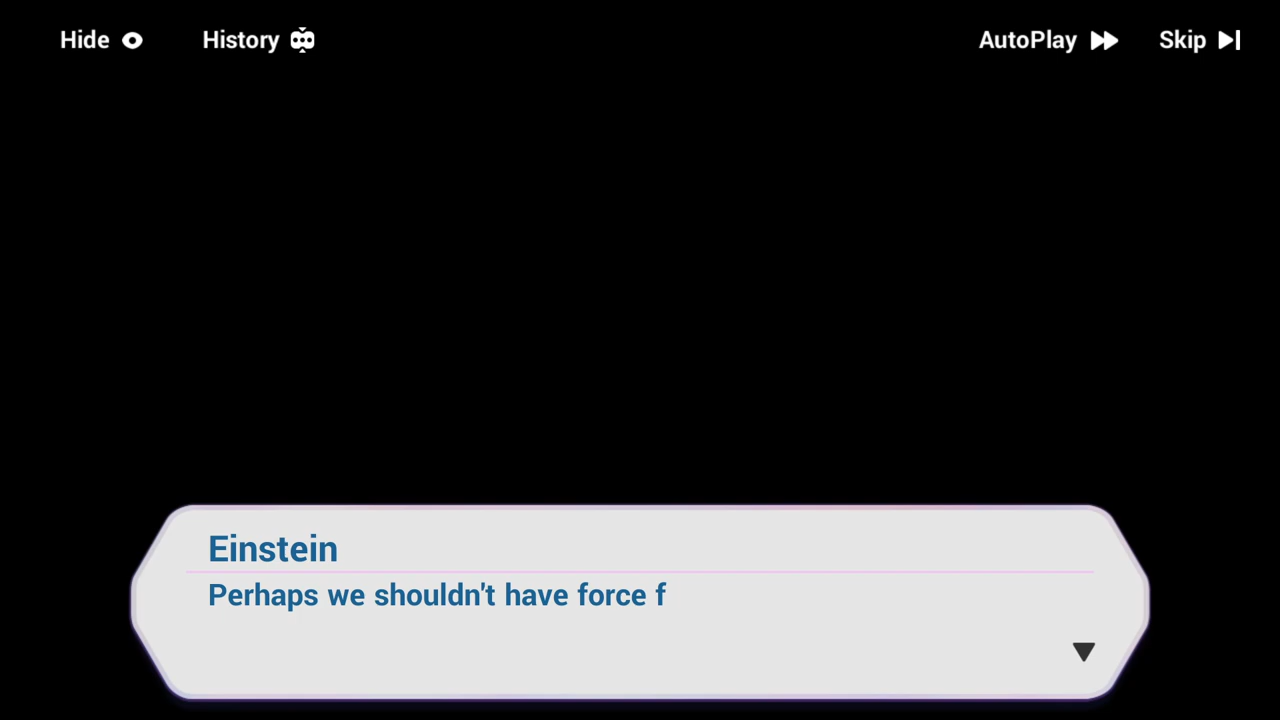 Hide
History
AutoPlay
Skip
Einstein
Perhaps we shouldn't have force f